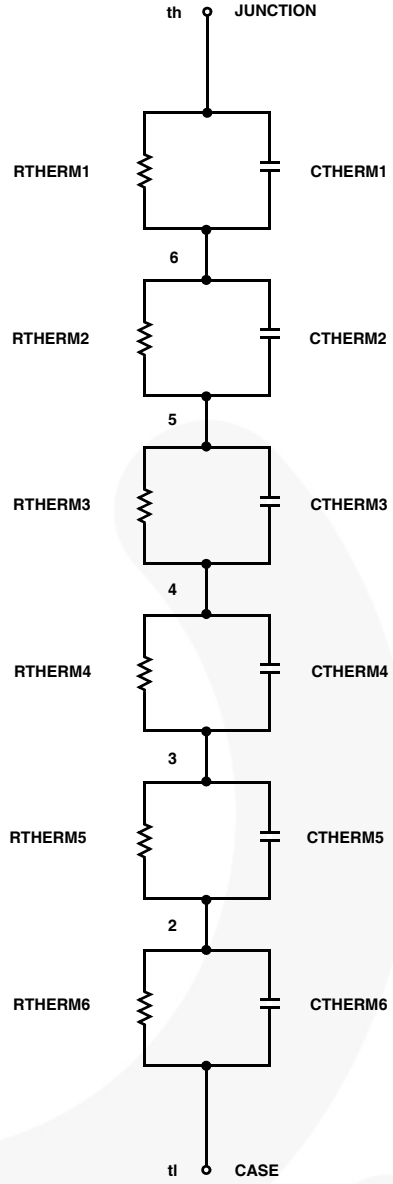 th JUNCTION
RTHERM1 CTHERM1
6
RTHERM2 CTHERM2
5
RTHERM3 CTHERM3
4
RTHERM4 CTHERM4
3
RTHERM5 CTHERM5
2
RTHERM6 CTHERM6
tl CASE